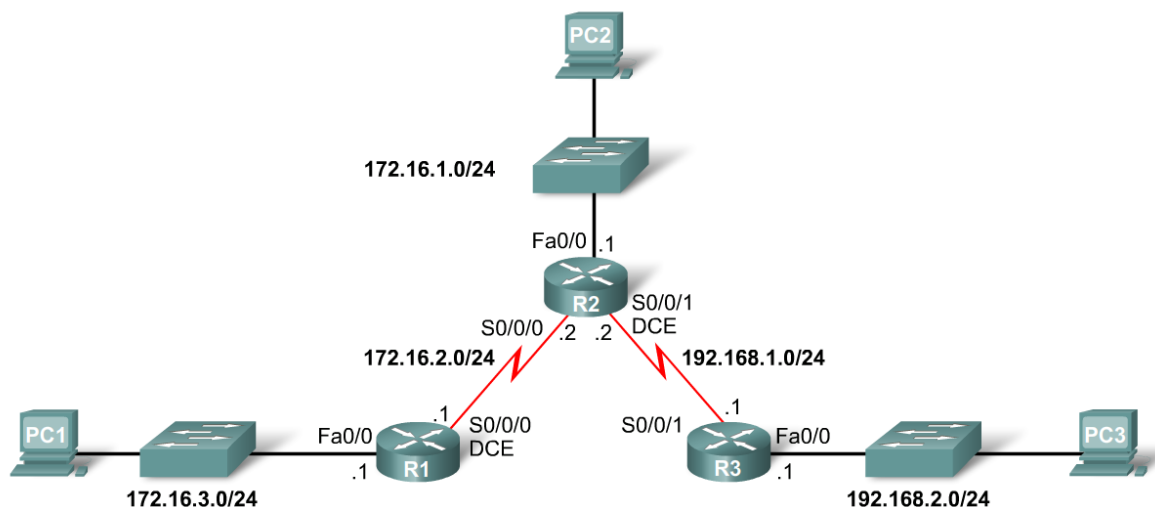 PC2
172.16.1.0/24
Fa0/0
.1
R2
S0/0/1
DCE
S0/0/0
.2
.2
172.16.2.0/24
192.168.1.0/24
PC1
Fa0/0
.1
.1
S0/0/0
DCE
R1
172.16.3.0/24
.1
S0/0/1
Fa0/0
.1
R3
PC3
192.168.2.0/24